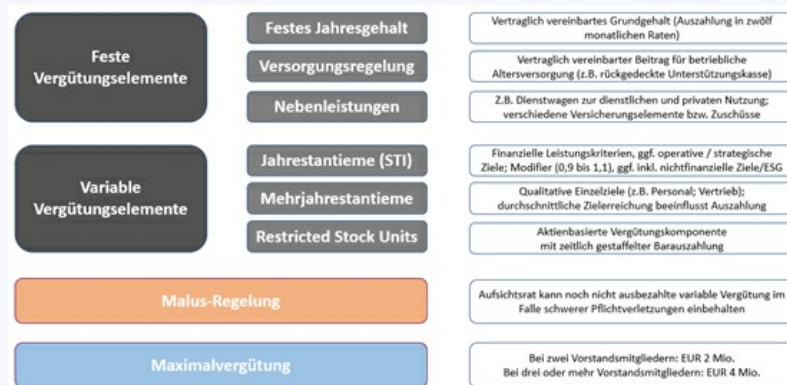 Feste
Vergütungselemente
Festes Jahresgehalt
Vertraglich vereinbartes Grundgehalt (Auszahlung in zwölf
monatlichen Raten)
Versorgungsregelung
Vertraglich vereinbarter Beitrag für betriebliche
Altersversorgung (z.B. rückgedeckte Unterstützungskasse)
Nebenleistungen
Z.B. Dienstwagen zur dienstlichen und privaten Nutzung;
verschiedene Versicherungselemente bzw. Zuschüsse
Variable
Vergütungselemente
Jahrestantieme (STI)
Finanzielle Leistungskriterien, ggf. operative / strategische
Ziele; Modifier (0,9 bis 1,1), ggf. inkl. nichtfinanzielle Ziele/ESG
Mehrjahrestantieme
Qualitative Einzelziele (z.B. Personal; Vertrieb);
durchschnittliche Zielerreichung beeinflusst Auszahlung
Restricted Stock Units
Aktienbasierte Vergütungskomponente
mit zeitlich gestaffelter Barauszahlung
Malus-Regelung
Aufsichtsrat kann noch nicht ausbezahlte variable Vergütung im
Falle schwerer Pflichtverletzungen einbehalten
Maximalvergütung
Bei zwei Vorstandsmitgliedern: EUR 2 Mio.
Bei drei oder mehr Vorstandsmitgliedern: EUR 4 Mio.